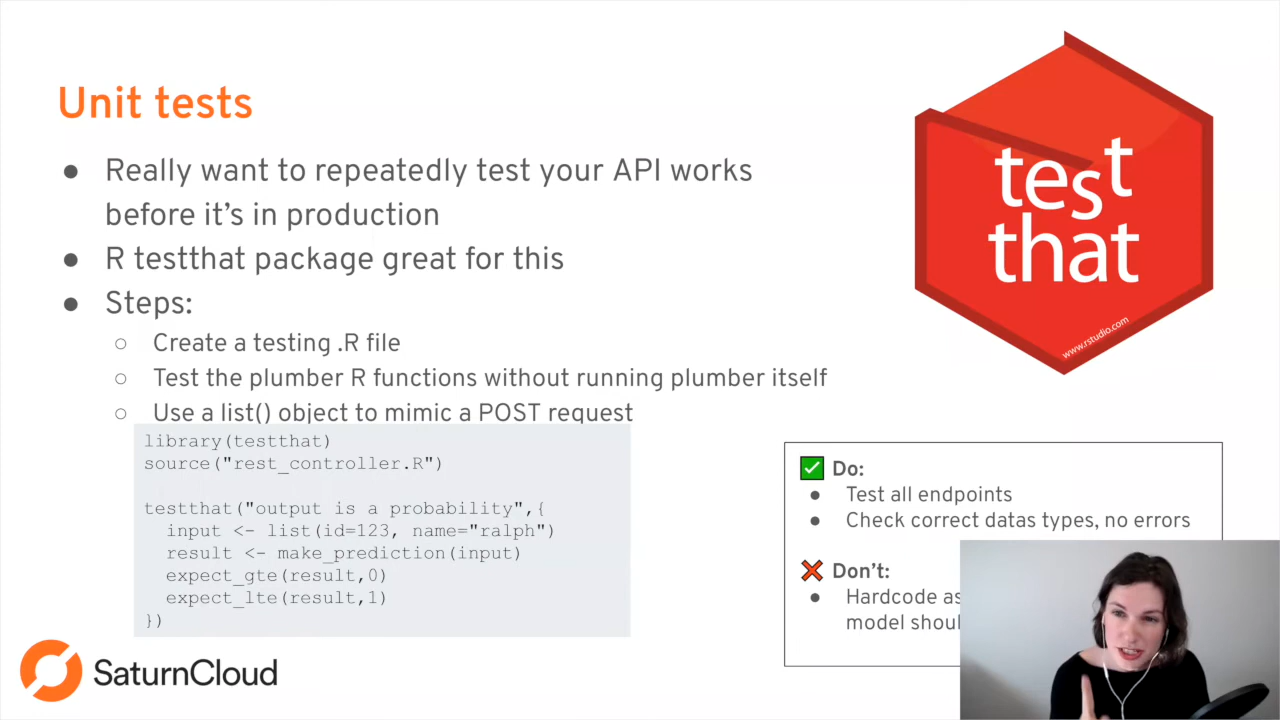 Unit tests
● Really want to repeatedly test your API works
before it's in production
● R testthat package great for this
● Steps:
○ Create a testing .R file
○ Test the plumber R functions without running plumber itself
○ Use a list() object to mimic a POST request
library(testthat)
source("rest_controller.R")
testthat("output is a probability",{
  input <- list(id=123, name="ralph")
  result <- make_prediction(input)
  expect_gte(result,0)
  expect_lte(result,1)
})
test
that
www.rstudio.com
✅ Do:
● Test all endpoints
● Check correct datas types, no errors
❌ Don't:
● Hardcode
model
SaturnCloud